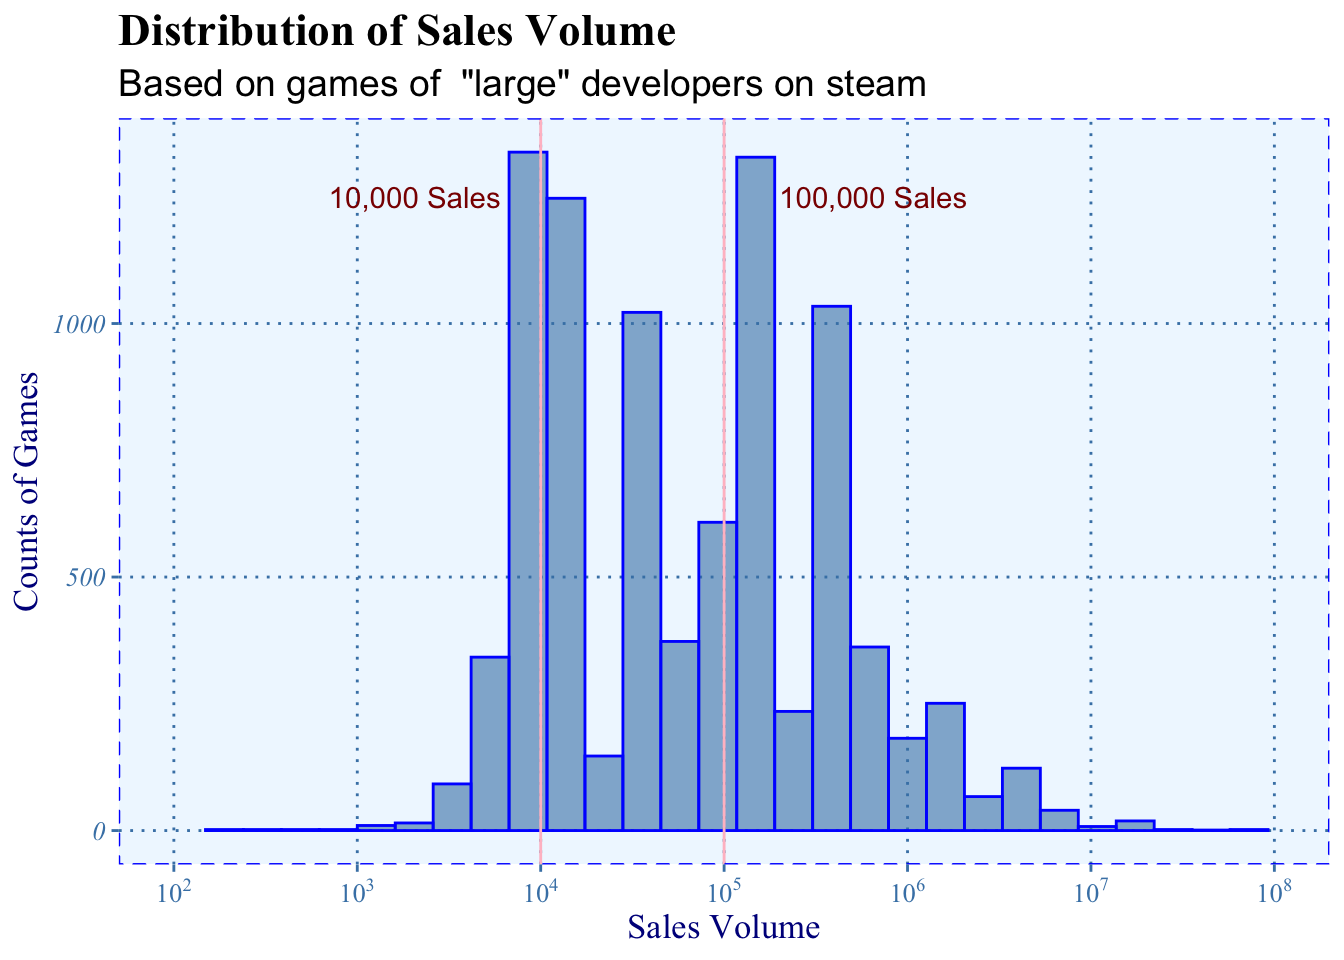 Distribution of Sales Volume
Based on games of  "large" developers on steam
10,000 Sales
100,000 Sales
1000
500
0
Counts of Games
10² 10³ 10⁴ 10⁵ 10⁶ 10⁷ 10⁸
Sales Volume